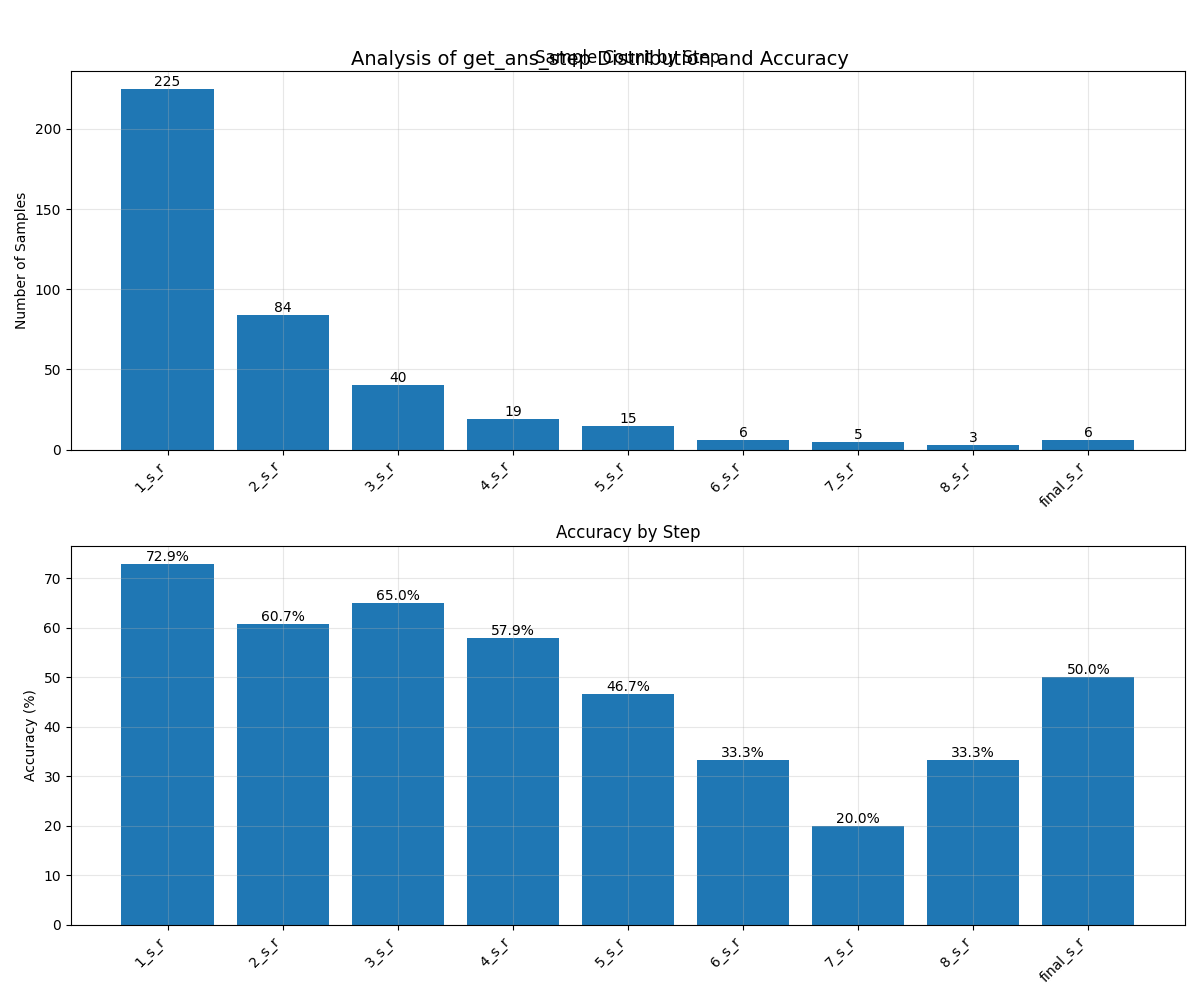 Analysis of get_ans_step Distribution and Accuracy
Sample Count by Step
225
84
40
19
15
6
5
3
6
Number of Samples
200
150
100
50
0
1_s_r
2_s_r
3_s_r
4_s_r
5_s_r
6_s_r
7_s_r
8_s_r
final_s_r
Accuracy by Step
72.9%
60.7%
65.0%
57.9%
46.7%
33.3%
20.0%
33.3%
50.0%
Accuracy (%)
70
60
50
40
30
20
10
0
1_s_r
2_s_r
3_s_r
4_s_r
5_s_r
6_s_r
7_s_r
8_s_r
final_s_r